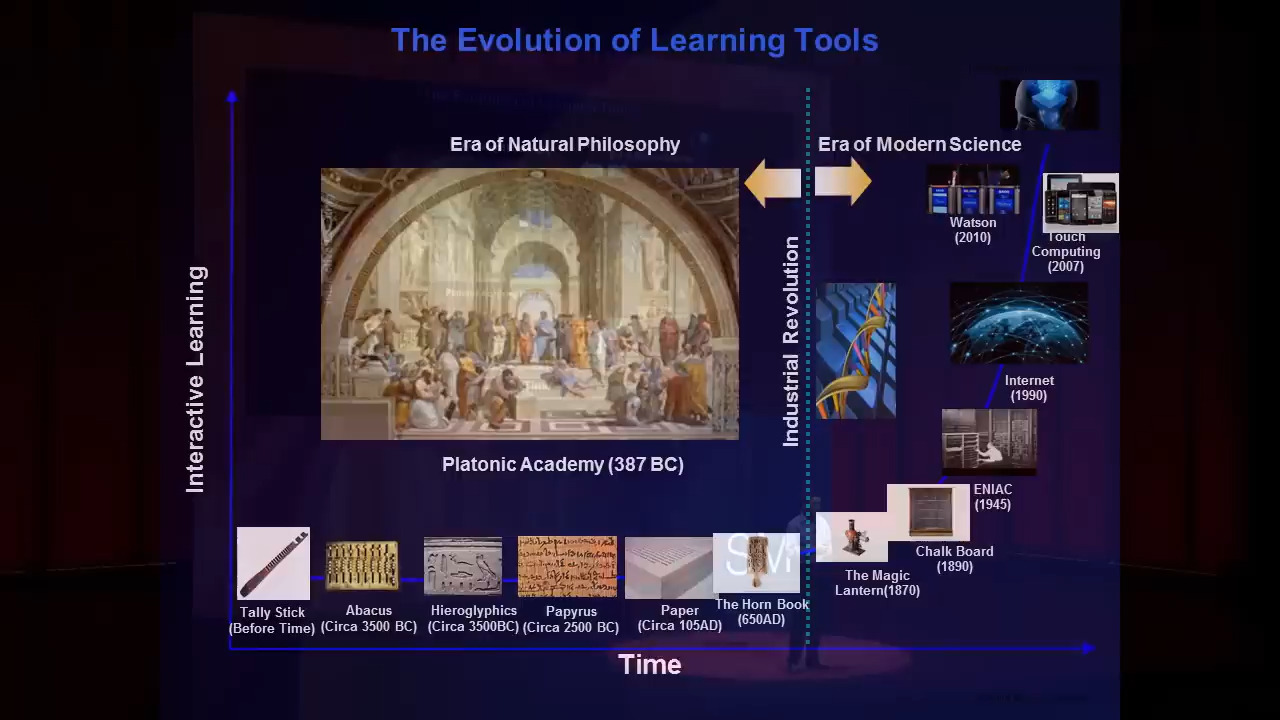 The Evolution of Learning Tools
Era of Natural Philosophy
Era of Modern Science
Watson
(2010)
Touch
Computing
(2007)
Interactive Learning
Industrial Revolution
Internet
(1990)
Platonic Academy (387 BC)
ENIAC
(1945)
Chalk Board
(1890)
The Magic
Lantern(1870)
SM
Tally Stick
(Before Time)
Abacus
(Circa 3500 BC)
Hieroglyphics
(Circa 3500BC)
Papyrus
(Circa 2500 BC)
Paper
(Circa 105AD)
The Horn Book
(650AD)
Time